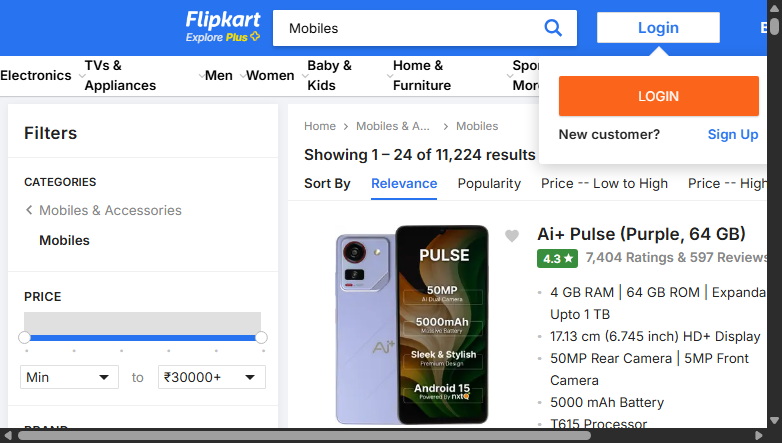 Flipkart
Explore Plus
Mobiles
Login
Electronics
TVs &
Appliances
Men
Women
Baby &
Kids
Home &
Furniture
LOGIN
New customer? Sign Up
Filters
CATEGORIES
Mobiles & Accessories
Mobiles
PRICE
Min to ₹30000+
Home Mobiles & A... Mobiles
Showing 1 – 24 of 11,224 results
Sort By Relevance Popularity Price -- Low to High Price -- High
PULSE
50MP
AI Dual Camera
5000mAh
Massive Battery
Sleek & Stylish
Premium Design
Android 15
Powered by nxtQ
Ai+
Ai+ Pulse (Purple, 64 GB)
4.3 7,404 Ratings & 597 Reviews
4 GB RAM | 64 GB ROM | Expanda
Upto 1 TB
17.13 cm (6.745 inch) HD+ Display
50MP Rear Camera | 5MP Front
Camera
5000 mAh Battery
T615 Processor